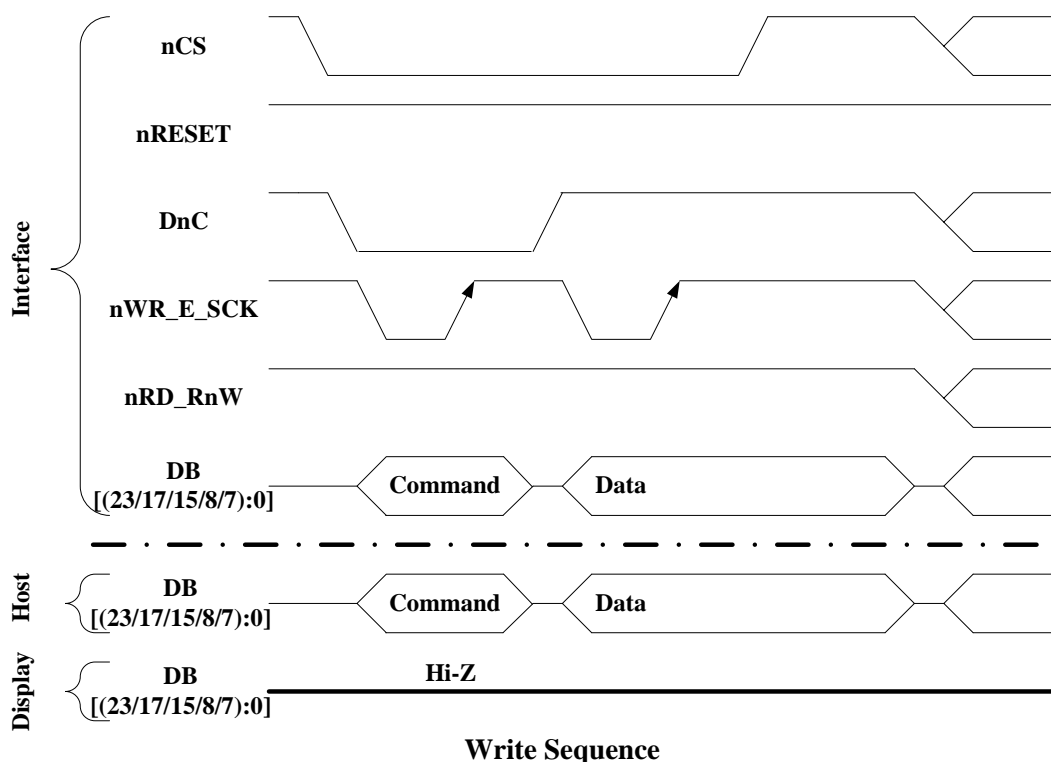 nCS
nRESET
DnC
nWR_E_SCK
nRD_RnW
DB
[(23/17/15/8/7):0]
Command
Data
Interface
DB
[(23/17/15/8/7):0]
Command
Data
Host
DB
[(23/17/15/8/7):0]
Hi-Z
Display
Write Sequence